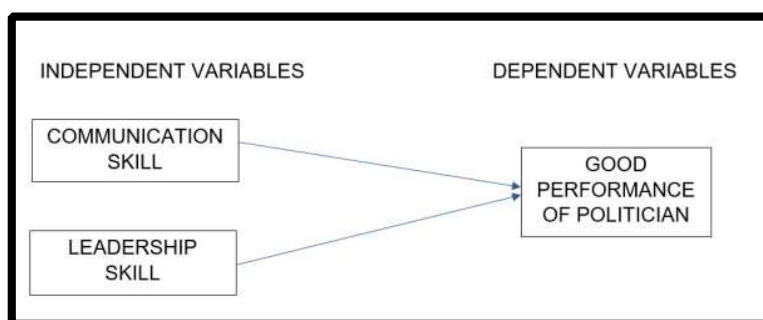 INDEPENDENT VARIABLES
DEPENDENT VARIABLES
COMMUNICATION
SKILL
GOOD
PERFORMANCE
OF POLITICIAN
LEADERSHIP
SKILL